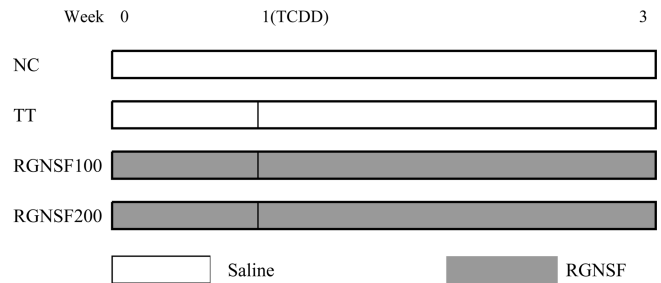 Week 0 1(TCDD) 3
NC
TT
RGNSF100
RGNSF200
Saline RGNSF